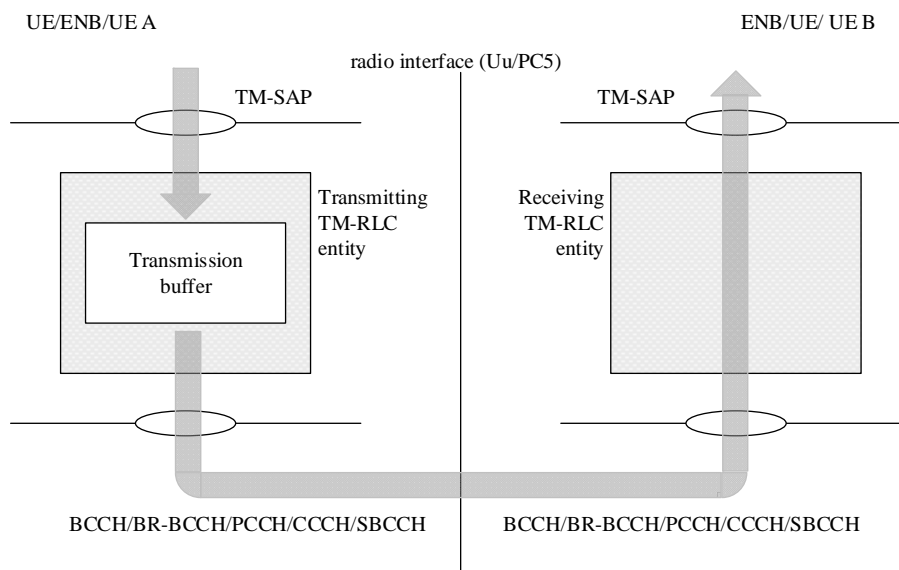 UE/ENB/UE A
ENB/UE/ UE B
radio interface (Uu/PC5)
TM-SAP
TM-SAP
Transmitting
TM-RLC
entity
Receiving
TM-RLC
entity
Transmission
buffer
BCCH/BR-BCCH/PCCH/CCCH/SBCCH
BCCH/BR-BCCH/PCCH/CCCH/SBCCH